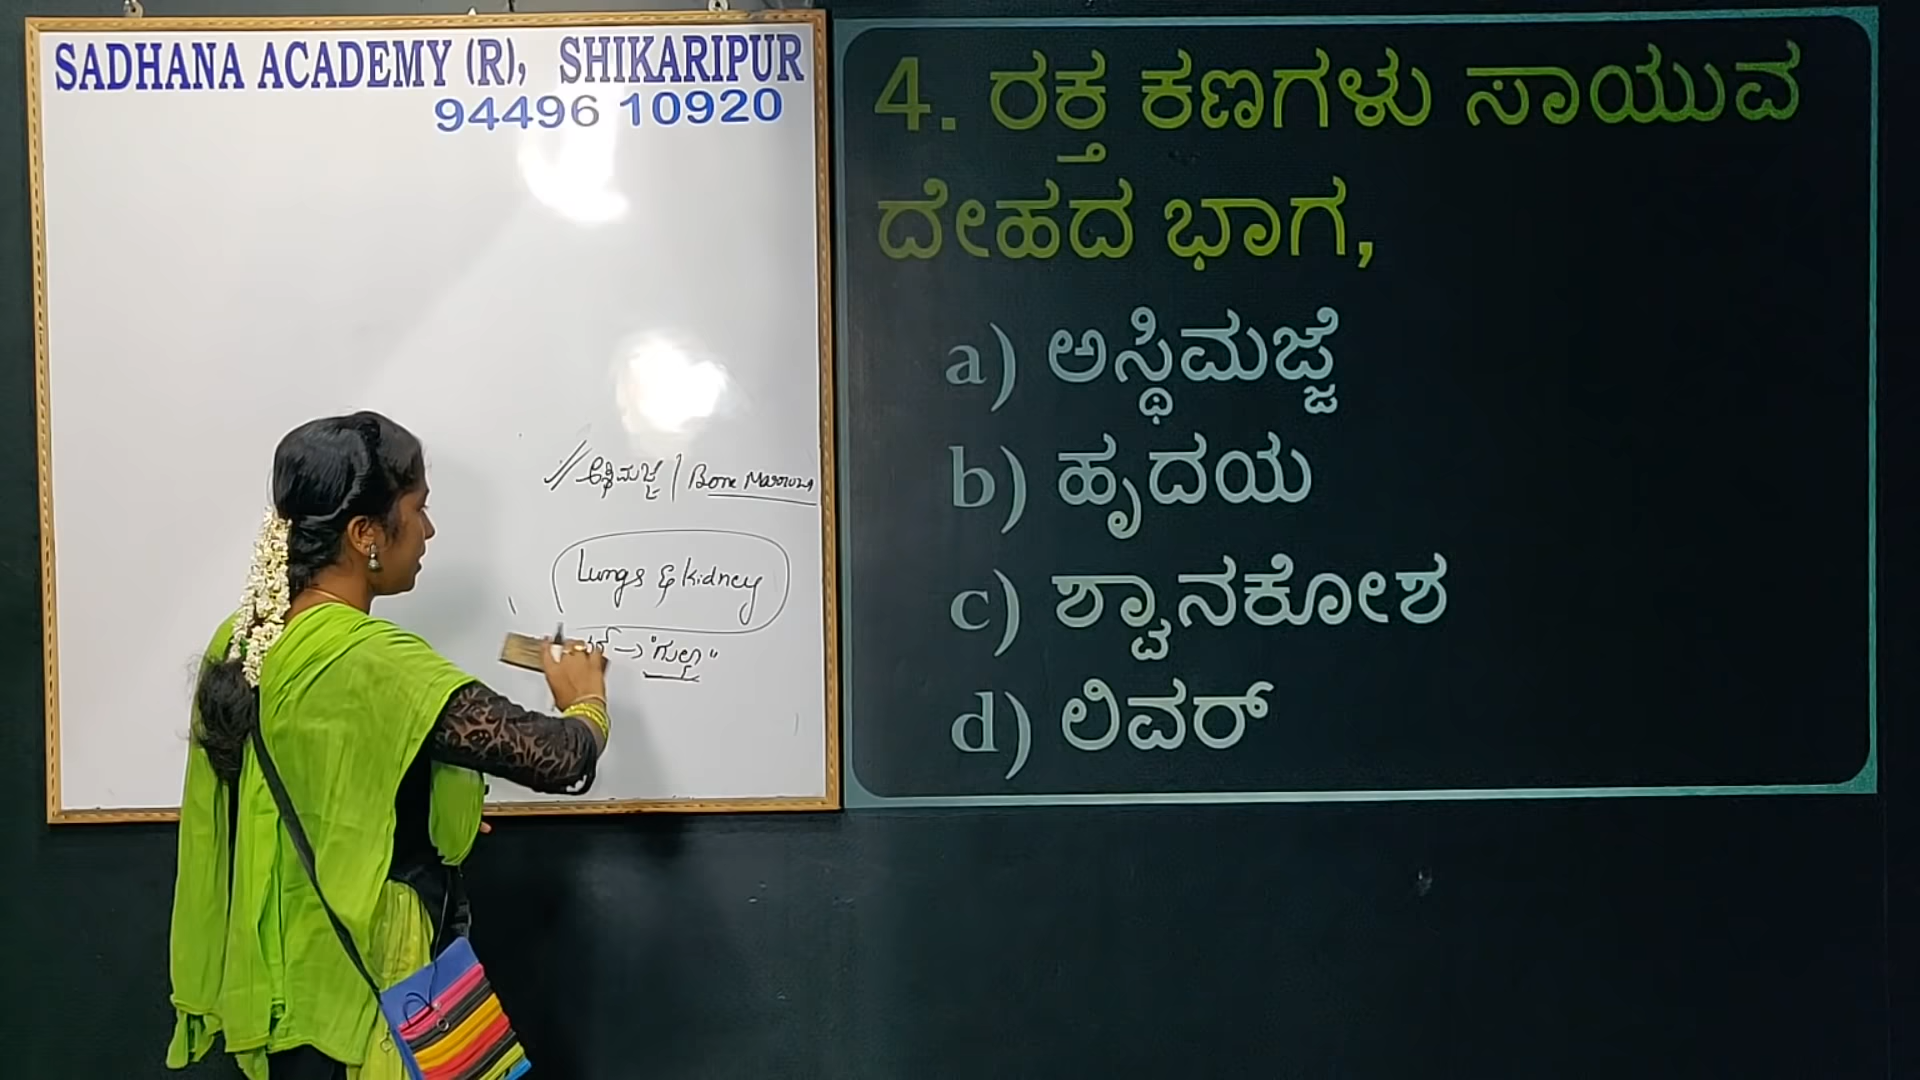 SADHANA ACADEMY (R), SHIKARIPUR
94496 10920
ಅಸ್ಥಿಮಜ್ಜೆ | Bone Marrow
Lungs & Kidney
→ "ಗುಲ್ಮ"
4. ರಕ್ತ ಕಣಗಳು ಸಾಯುವ
ದೇಹದ ಭಾಗ,
a) ಅಸ್ಥಿಮಜ್ಜೆ
b) ಹೃದಯ
c) ಶ್ವಾನಕೋಶ
d) ಲಿವರ್